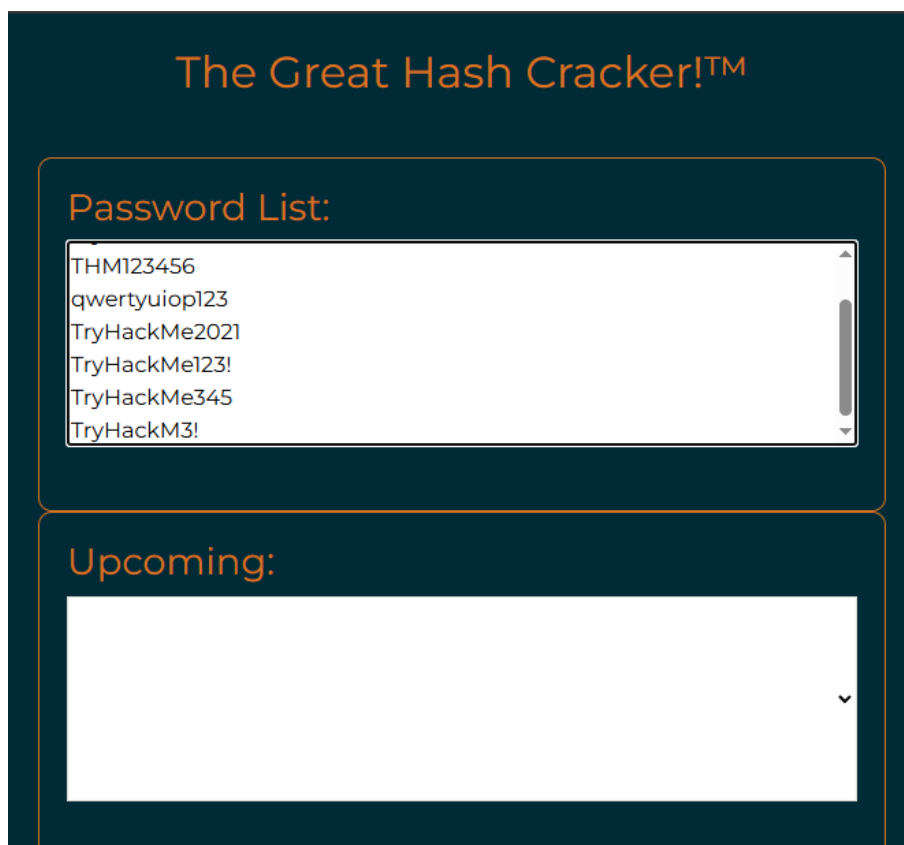 The Great Hash Cracker!™
Password List:
THM123456
qwertyuiop123
TryHackMe2021
TryHackMe123!
TryHackMe345
TryHackM3!
Upcoming: